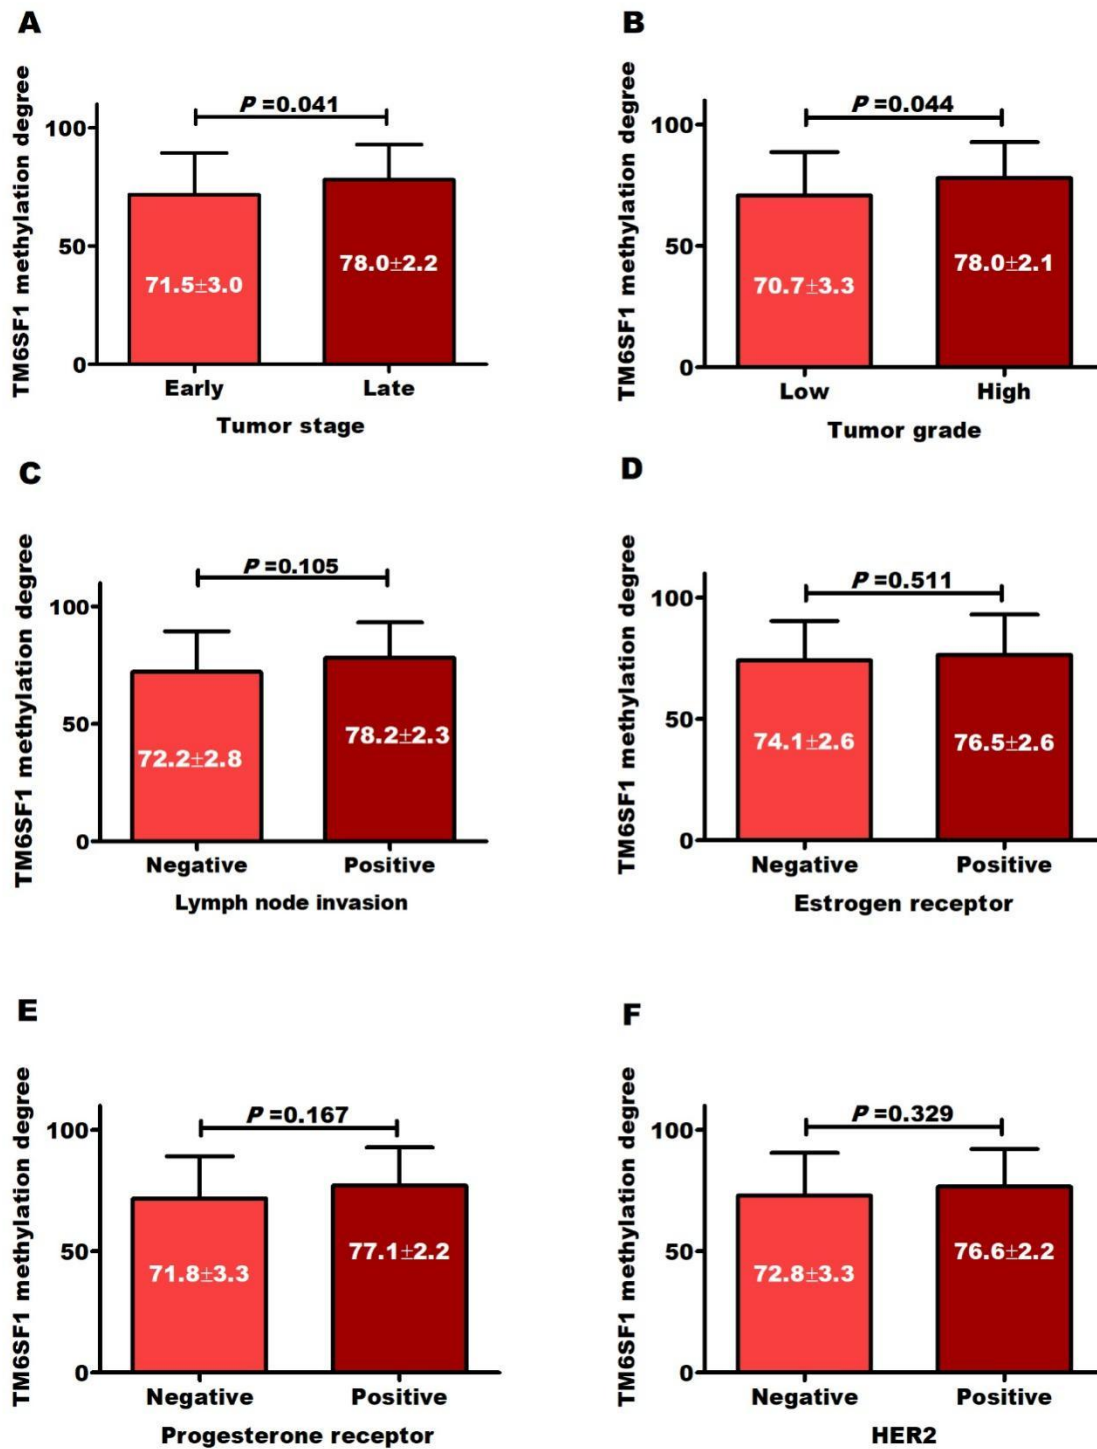 A
TM6SF1 methylation degree
P =0.041
100
50
0
71.5±3.0
78.0±2.2
Early
Late
Tumor stage
B
TM6SF1 methylation degree
P =0.044
100
50
0
70.7±3.3
78.0±2.1
Low
High
Tumor grade
C
TM6SF1 methylation degree
P =0.105
100
50
0
72.2±2.8
78.2±2.3
Negative
Positive
Lymph node invasion
D
TM6SF1 methylation degree
P =0.511
100
50
0
74.1±2.6
76.5±2.6
Negative
Positive
Estrogen receptor
E
TM6SF1 methylation degree
P =0.167
100
50
0
71.8±3.3
77.1±2.2
Negative
Positive
Progesterone receptor
F
TM6SF1 methylation degree
P =0.329
100
50
0
72.8±3.3
76.6±2.2
Negative
Positive
HER2